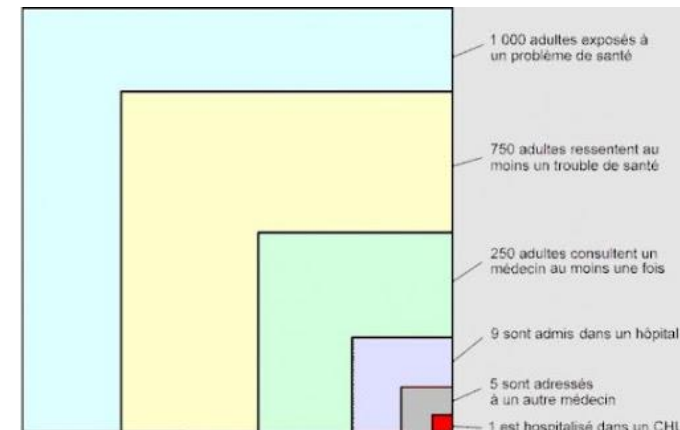 1 000 adultes exposés à
un problème de santé
750 adultes ressentent au
moins un trouble de santé
250 adultes consultent un
médecin au moins une fois
9 sont admis dans un hôpital
5 sont adressés
à un autre médecin
1 est hospitalisé dans un CHU